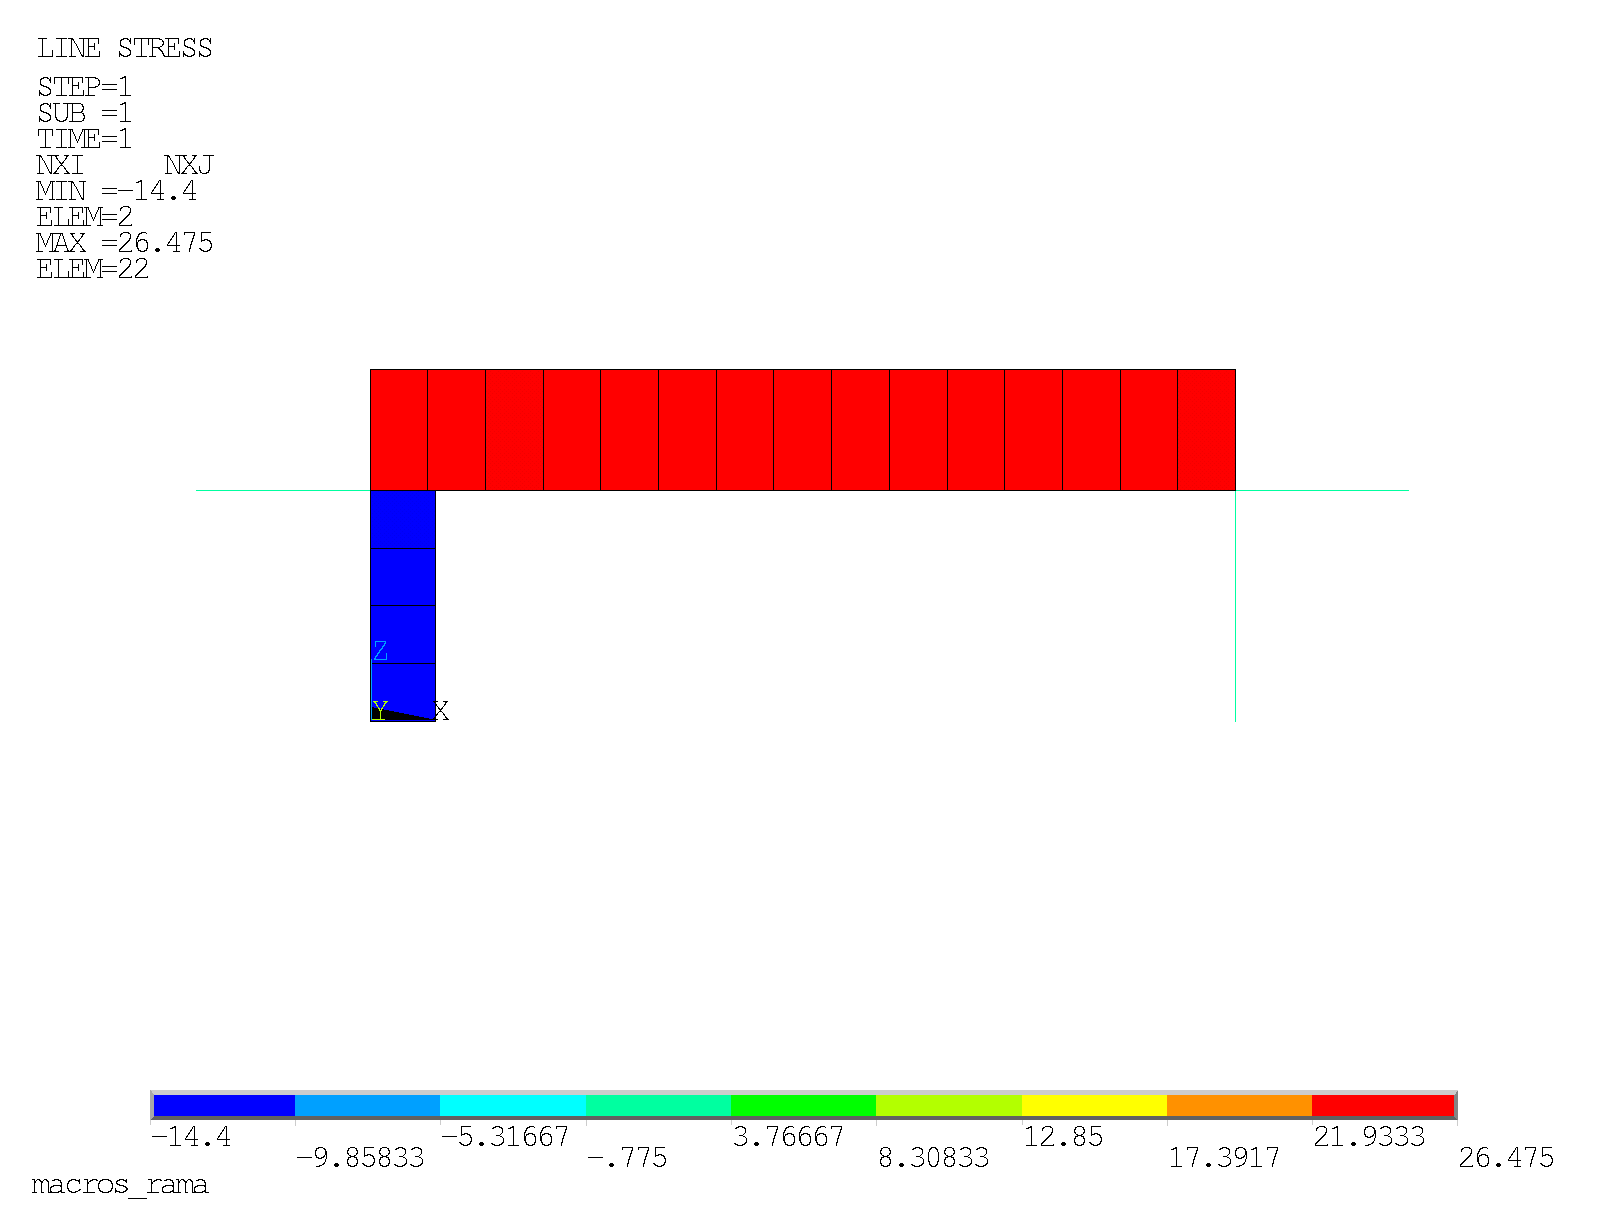 LINE STRESS
STEP=1
SUB =1
TIME=1
NXI     NXJ
MIN =-14.4
ELEM=2
MAX =26.475
ELEM=22
Z
Y X
-14.4 -5.31667 3.76667 12.85 21.9333
-9.85833 -.775 8.30833 17.3917 26.475
macros_rama